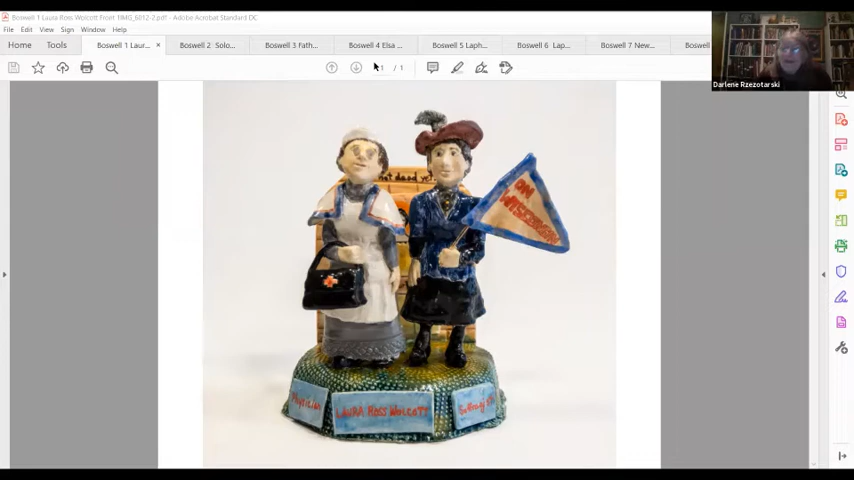 Boswell 1 Laura Ross Wolcott Front 1IMG_6012-2.pdf - Adobe Acrobat Standard DC
File Edit View Sign Window Help
Home Tools Boswell 1 Laur... × Boswell 2 Solo... Boswell 3 Fath... Boswell 4 Elsa ... Boswell 5 Laph... Boswell 6 Lap... Boswell 7 New... Boswell
1 / 1
Darlene Rzezotarski
ON
WISCONSIN
Physician
LAURA ROSS WOLCOTT
Suffragist